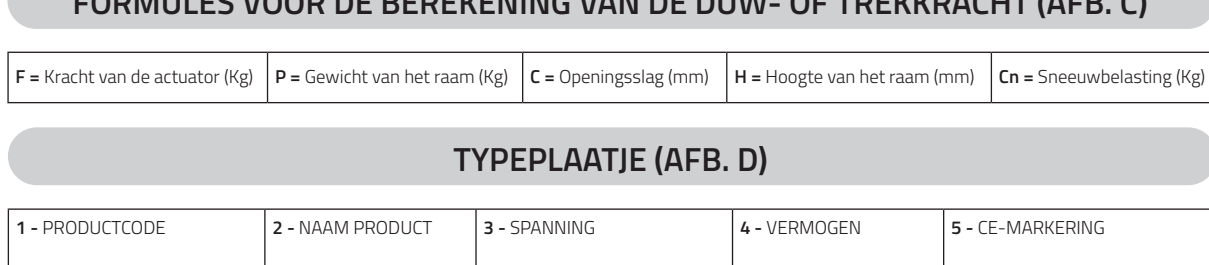 FORMULES VOOR DE BEREKENING VAN DE DUW- OF TREKKRACHT (AFB. C)
F = Kracht van de actuator (Kg) P = Gewicht van het raam (Kg) C = Openingsslag (mm) H = Hoogte van het raam (mm) Cn = Sneeuwbelasting (Kg)
TYPEPLAATJE (AFB. D)
1 - PRODUCTCODE 2 - NAAM PRODUCT 3 - SPANNING 4 - VERMOGEN 5 - CE-MARKERING